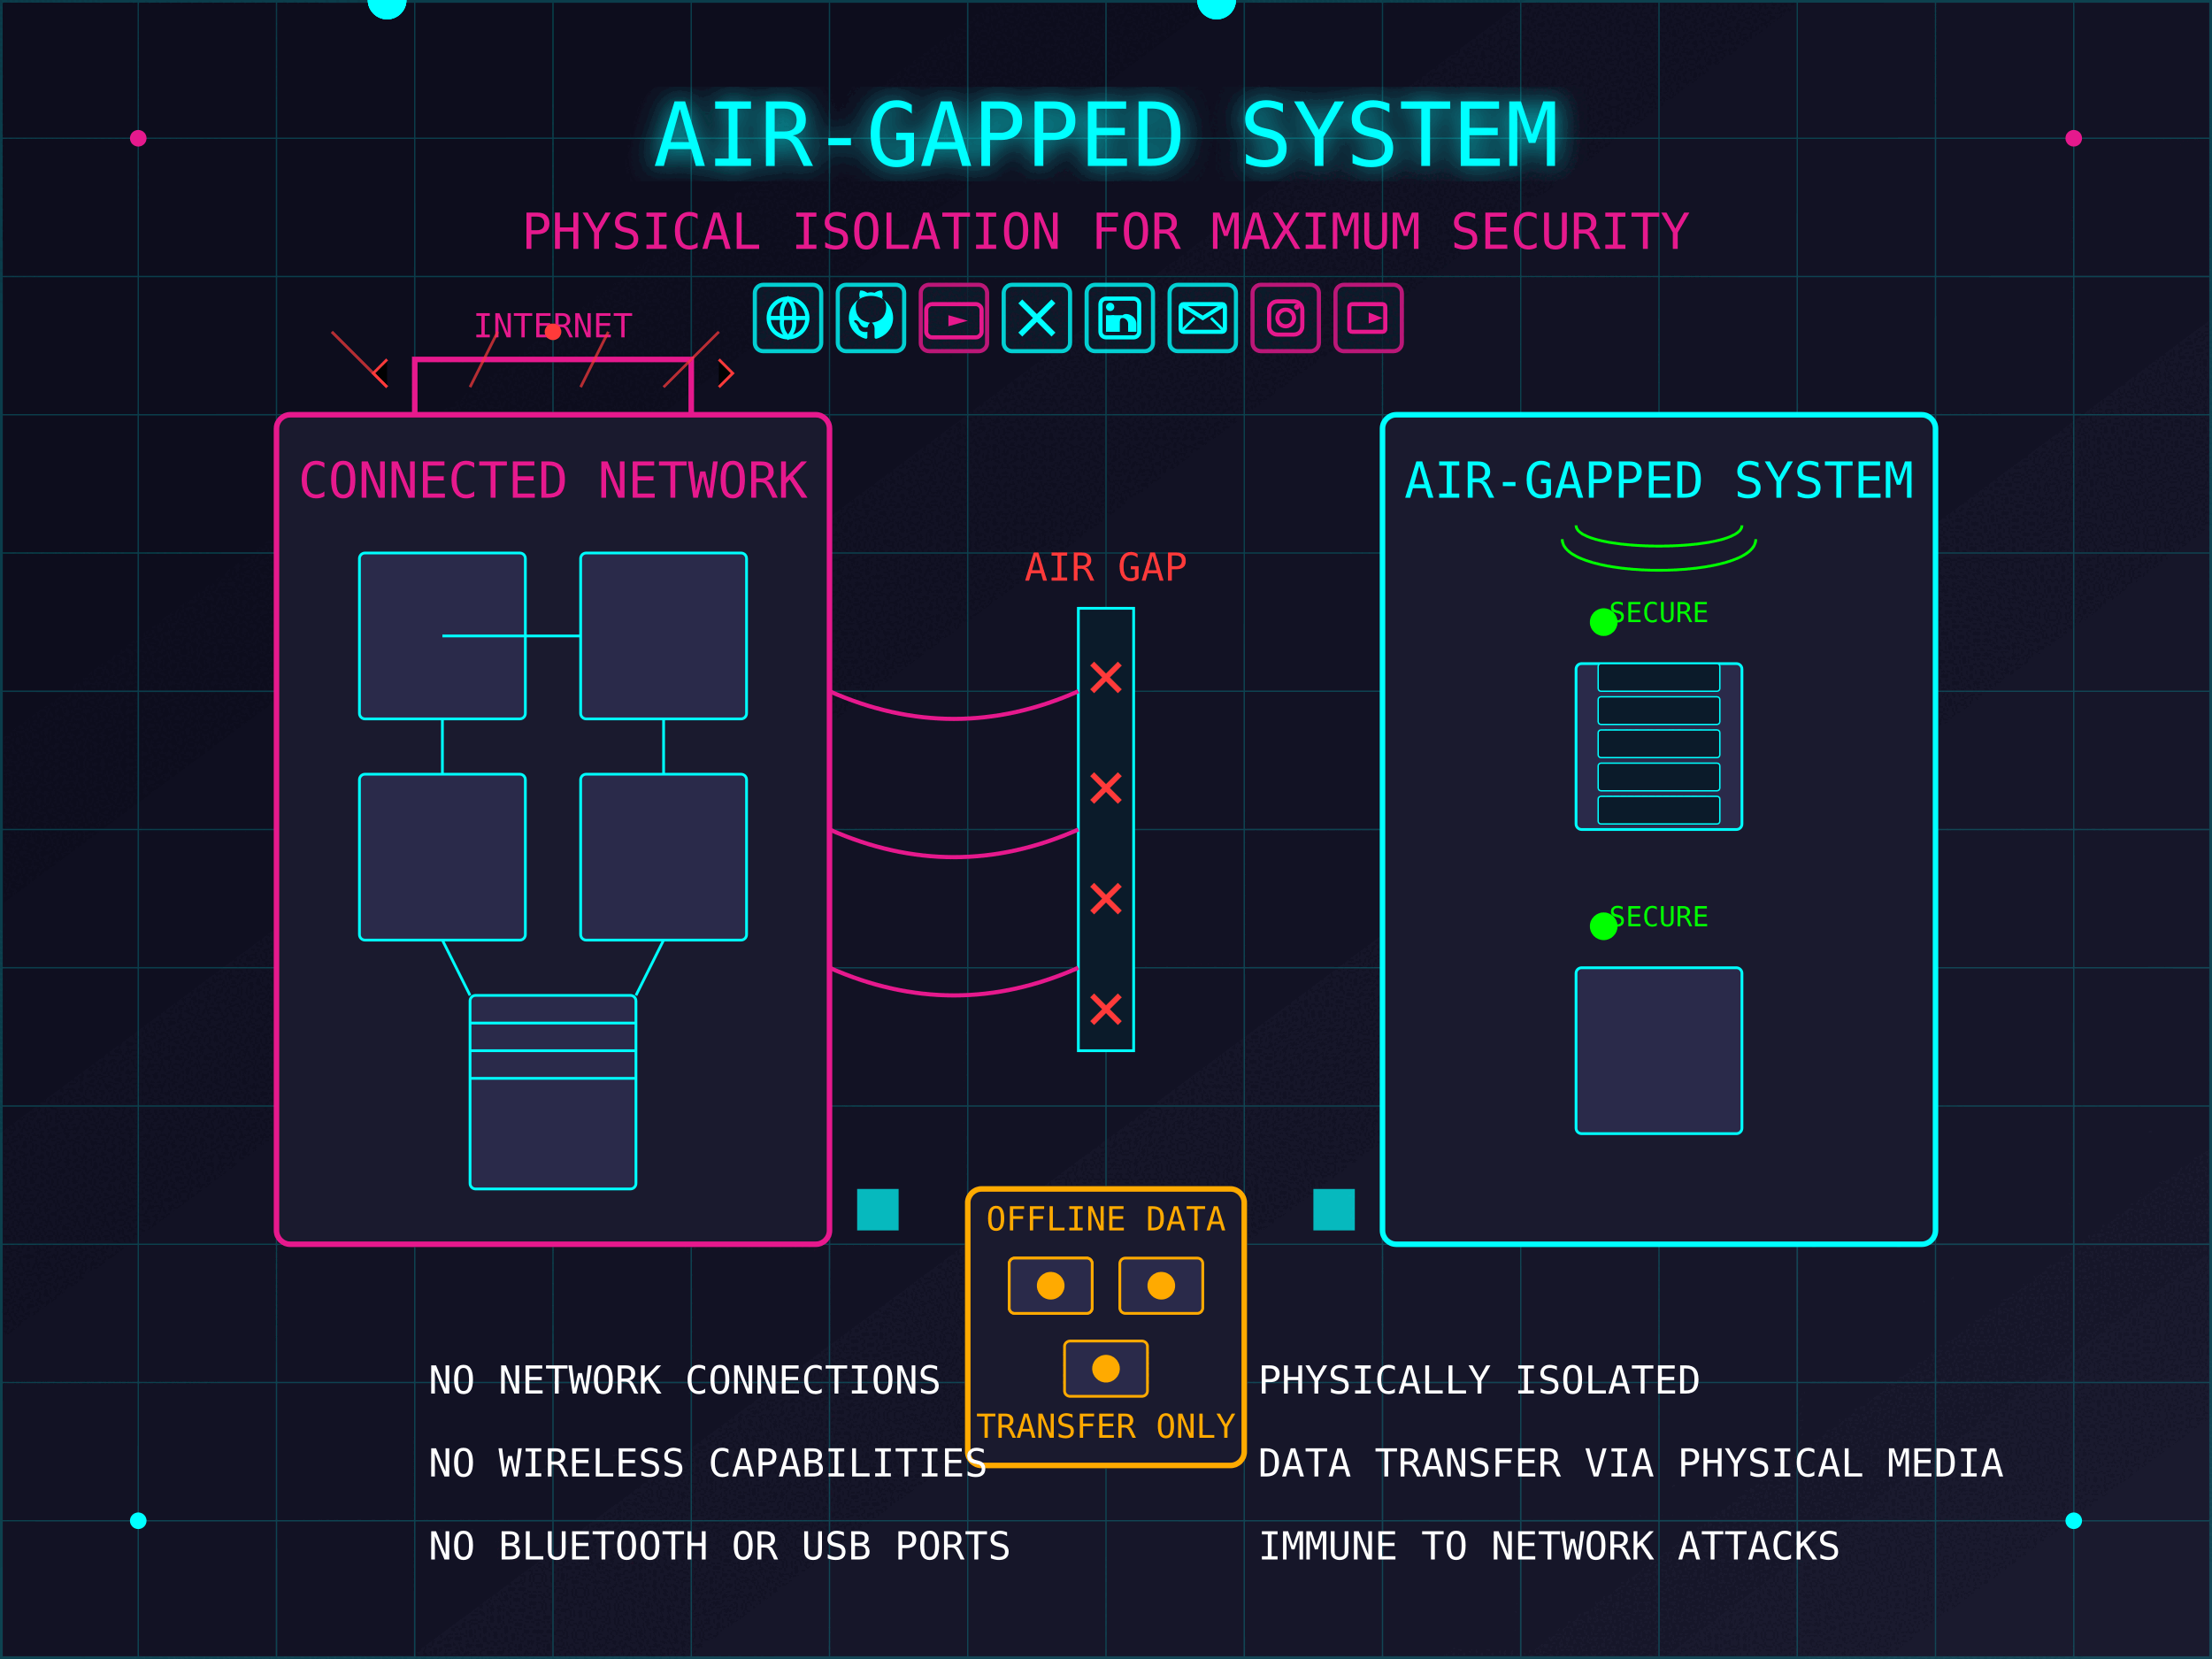 AIR-GAPPED SYSTEM
PHYSICAL ISOLATION FOR MAXIMUM SECURITY
INTERNET
CONNECTED NETWORK
AIR GAP
AIR-GAPPED SYSTEM
SECURE
SECURE
OFFLINE DATA
TRANSFER ONLY
NO NETWORK CONNECTIONS
NO WIRELESS CAPABILITIES
NO BLUETOOTH OR USB PORTS
PHYSICALLY ISOLATED
DATA TRANSFER VIA PHYSICAL MEDIA
IMMUNE TO NETWORK ATTACKS